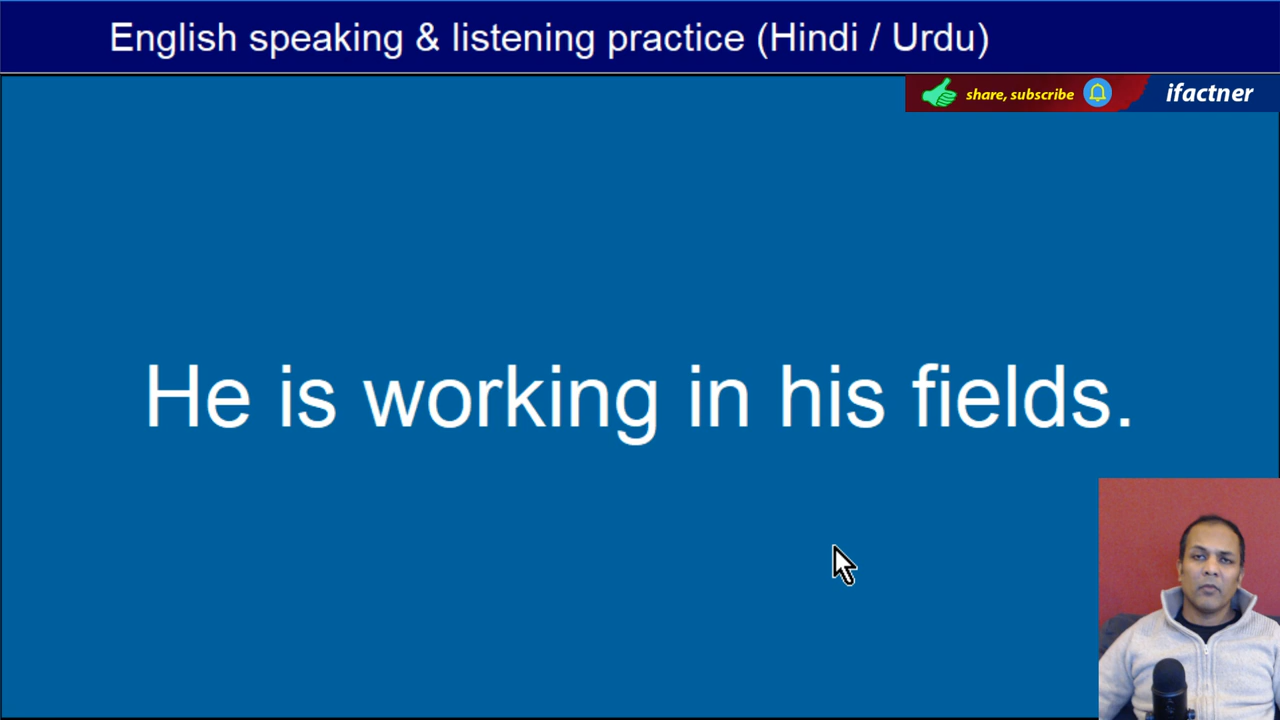 English speaking & listening practice (Hindi / Urdu)
share, subscribe
ifactner
He is working in his fields.